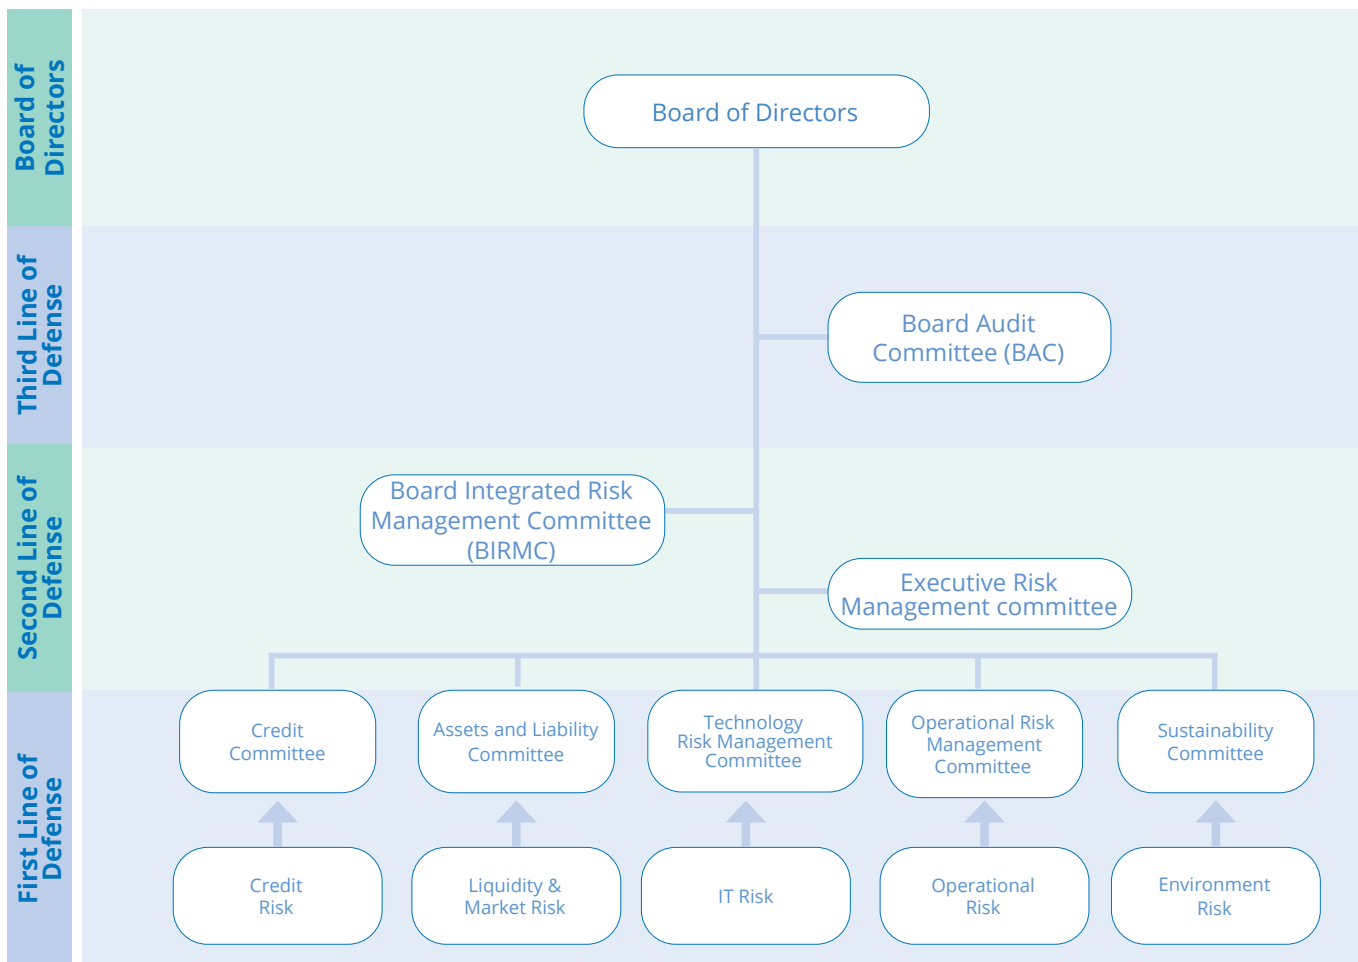 Board of
Directors
Board of Directors
Third Line of
Defense
Board Audit
Committee (BAC)
Second Line of
Defense
Board Integrated Risk
Management Committee
(BIRMC)
Executive Risk
Management committee
First Line of
Defense
Credit
Committee
Assets and Liability
Committee
Technology
Risk Management
Committee
Operational Risk
Management
Committee
Sustainability
Committee
Credit
Risk
Liquidity &
Market Risk
IT Risk
Operational
Risk
Environment
Risk